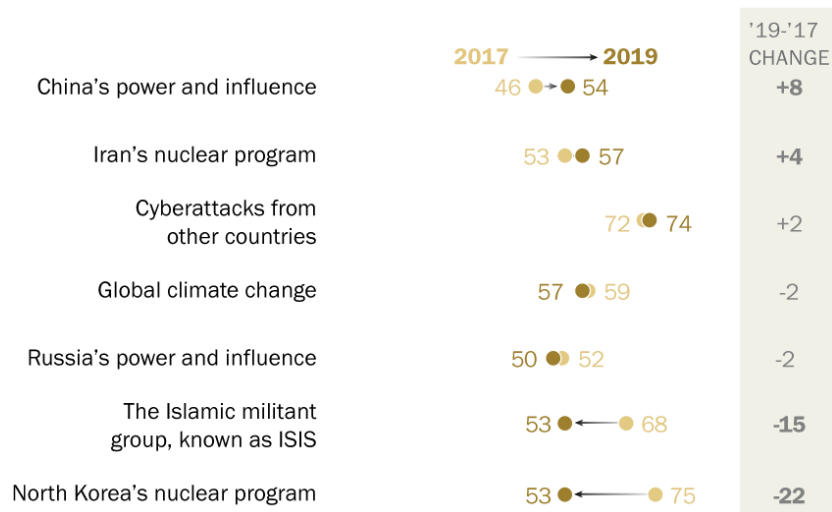 ’19-’17
2017 2019 CHANGE
China’s power and influence 46 54 +8
Iran’s nuclear program 53 57 +4
Cyberattacks from
other countries 72 74 +2
Global climate change 57 59 -2
Russia’s power and influence 50 52 -2
The Islamic militant
group, known as ISIS 53 68 -15
North Korea’s nuclear program 53 75 -22